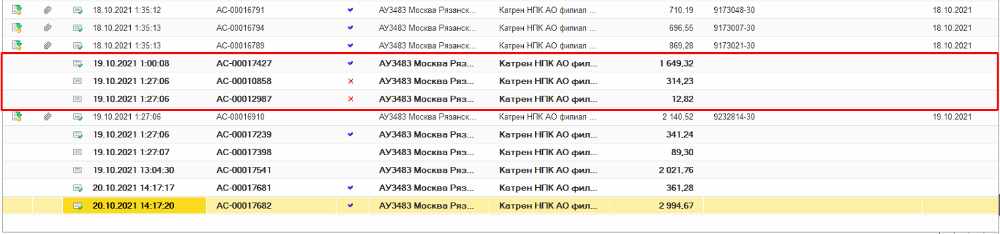 18.10.2021 1:35:12 АС-00016791 АУ3483 Москва Рязанск... Катрен НПК АО филиал ... 710,19 9173048-30 18.10.2021
18.10.2021 1:35:13 АС-00016794 АУ3483 Москва Рязанск... Катрен НПК АО филиал ... 696,55 9173007-30 18.10.2021
18.10.2021 1:35:13 АС-00016789 АУ3483 Москва Рязанск... Катрен НПК АО филиал ... 869,28 9173021-30 18.10.2021
19.10.2021 1:00:08 АС-00017427 АУ3483 Москва Ряз... Катрен НПК АО фил... 1 649,32
19.10.2021 1:27:06 АС-00010858 АУ3483 Москва Ряз... Катрен НПК АО фил... 314,23
19.10.2021 1:27:06 АС-00012987 АУ3483 Москва Ряз... Катрен НПК АО фил... 12,82
19.10.2021 1:27:06 АС-00016910 АУ3483 Москва Рязанск... Катрен НПК АО филиал ... 2 140,52 9232814-30 19.10.2021
19.10.2021 1:27:06 АС-00017239 АУ3483 Москва Ряз... Катрен НПК АО фил... 341,24
19.10.2021 1:27:07 АС-00017398 АУ3483 Москва Ряз... Катрен НПК АО фил... 89,30
19.10.2021 13:04:30 АС-00017541 АУ3483 Москва Ряз... Катрен НПК АО фил... 2 021,76
20.10.2021 14:17:17 АС-00017681 АУ3483 Москва Ряз... Катрен НПК АО фил... 361,28
20.10.2021 14:17:20 АС-00017682 АУ3483 Москва Ряз... Катрен НПК АО фил... 2 994,67